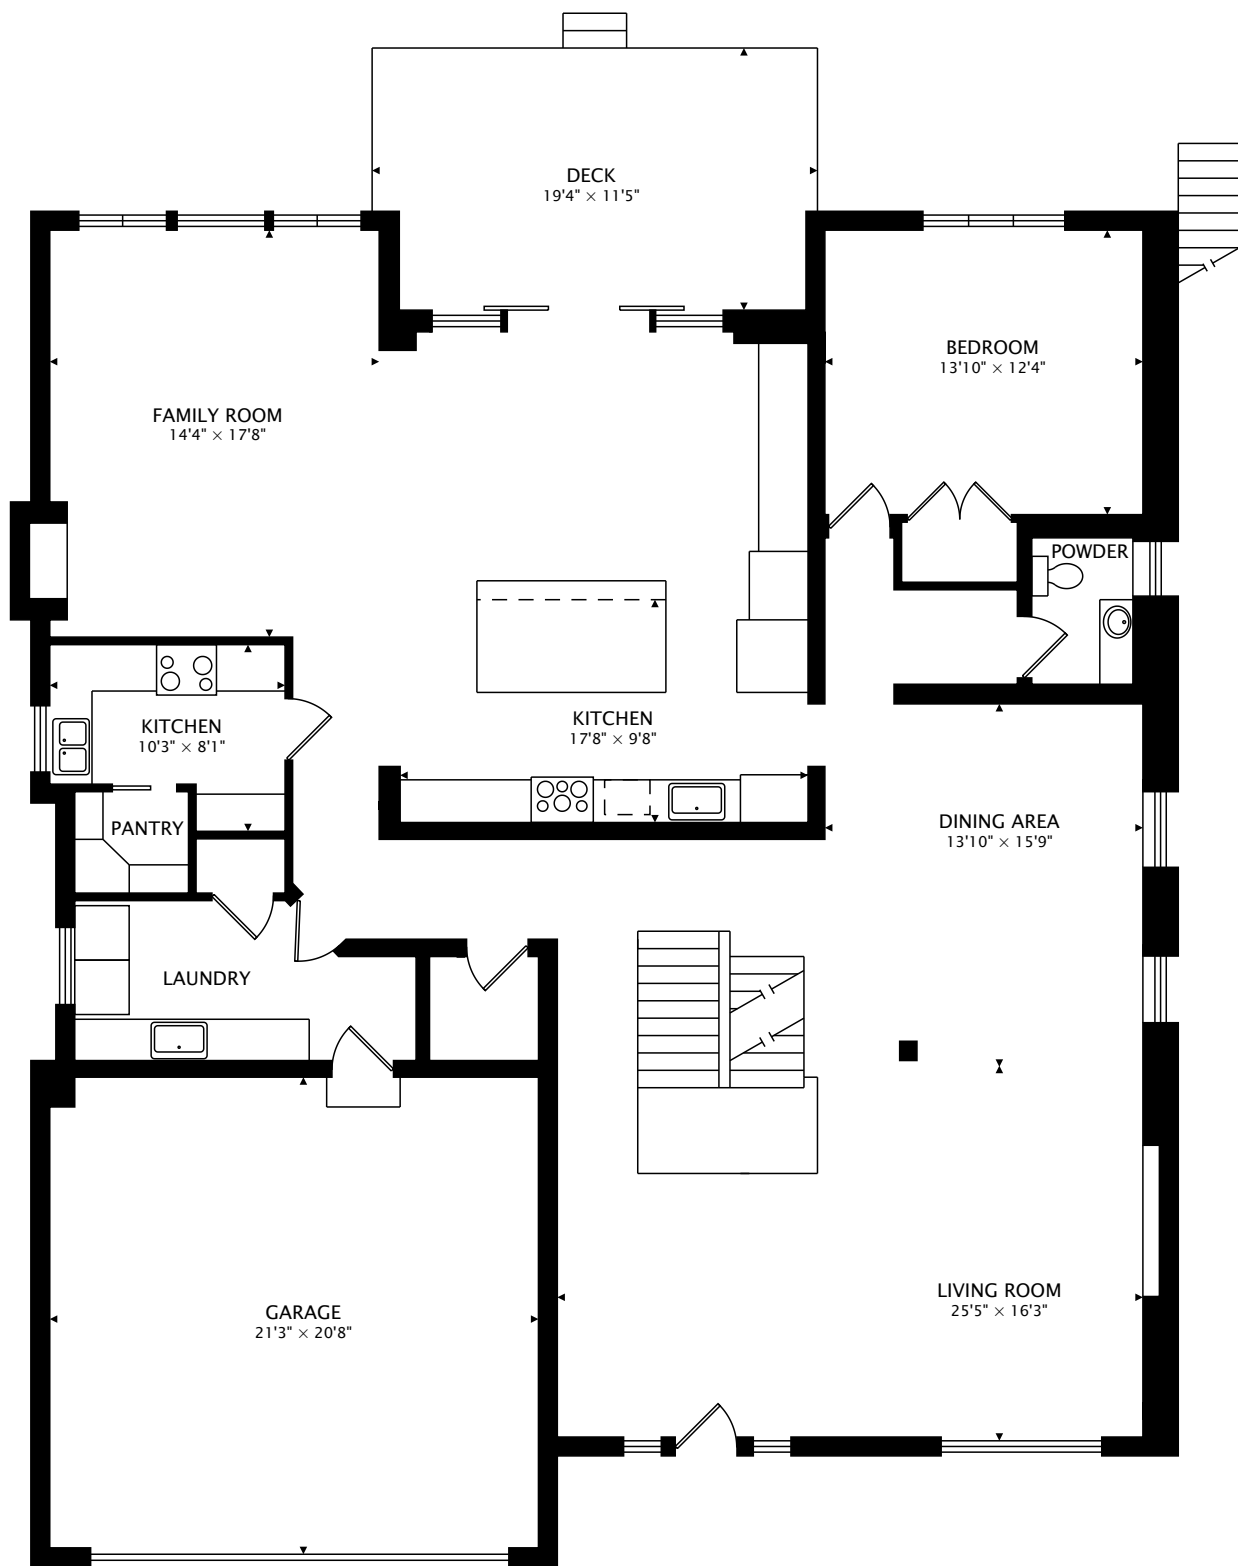 DECK
19'4" × 11'5"
BEDROOM
13'10" × 12'4"
FAMILY ROOM
14'4" × 17'8"
POWDER
KITCHEN
10'3" × 8'1"
KITCHEN
17'8" × 9'8"
PANTRY
DINING AREA
13'10" × 15'9"
LAUNDRY
LIVING ROOM
25'5" × 16'3"
GARAGE
21'3" × 20'8"